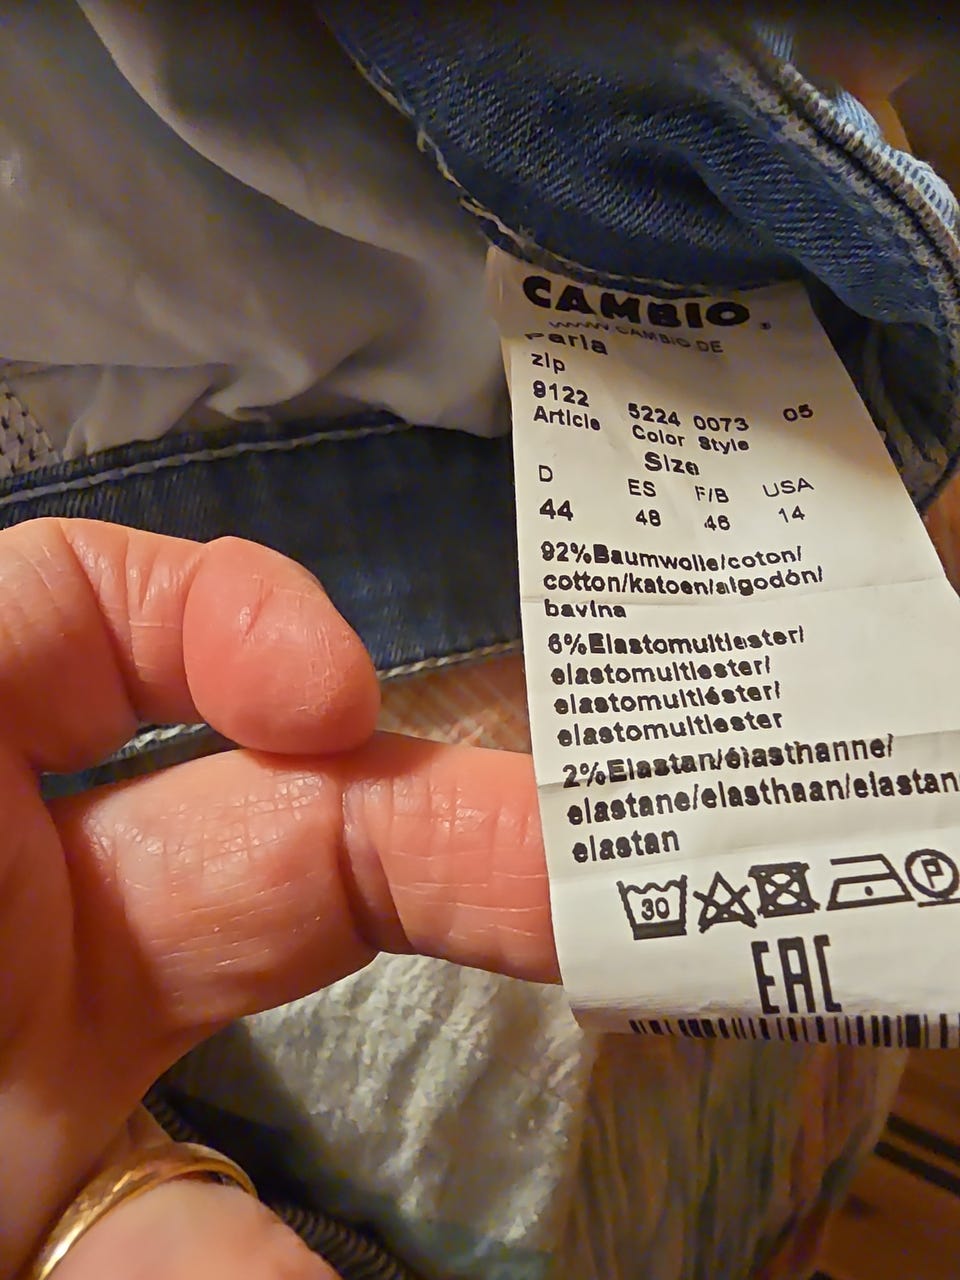 CAMBIO
WWW.CAMBIO.DE
Parla
zip
9122 5224 0073 05
Article Color Style
Size
D ES F/B USA
44 48 46 14
92%Baumwolle/coton/
cotton/katoen/algodón/
bavlna
6%Elastomultiester/
elastomultiester/
elastomultiéster/
elastomultiester
2%Elastan/élasthanne/
elastane/elasthaan/elastan
elastan
30 P
EAC